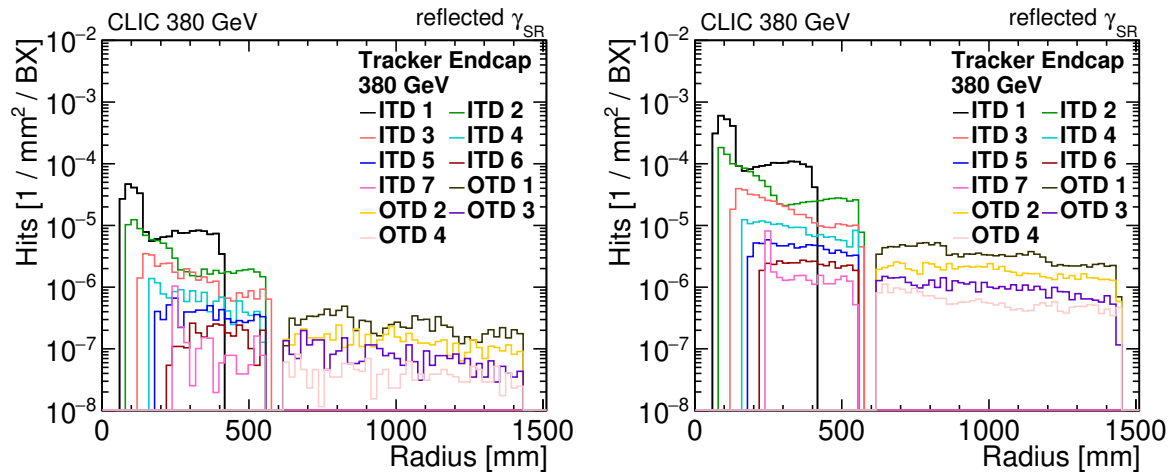 CLIC 380 GeV reflected γSR
Hits [1 / mm² / BX]
10⁻²
10⁻³
10⁻⁴
10⁻⁵
10⁻⁶
10⁻⁷
10⁻⁸
Tracker Endcap
380 GeV
ITD 1 ITD 2
ITD 3 ITD 4
ITD 5 ITD 6
ITD 7 OTD 1
OTD 2 OTD 3
OTD 4
0 500 1000 1500
Radius [mm]
CLIC 380 GeV reflected γSR
Hits [1 / mm² / BX]
10⁻²
10⁻³
10⁻⁴
10⁻⁵
10⁻⁶
10⁻⁷
10⁻⁸
Tracker Endcap
380 GeV
ITD 1 ITD 2
ITD 3 ITD 4
ITD 5 ITD 6
ITD 7 OTD 1
OTD 2 OTD 3
OTD 4
0 500 1000 1500
Radius [mm]